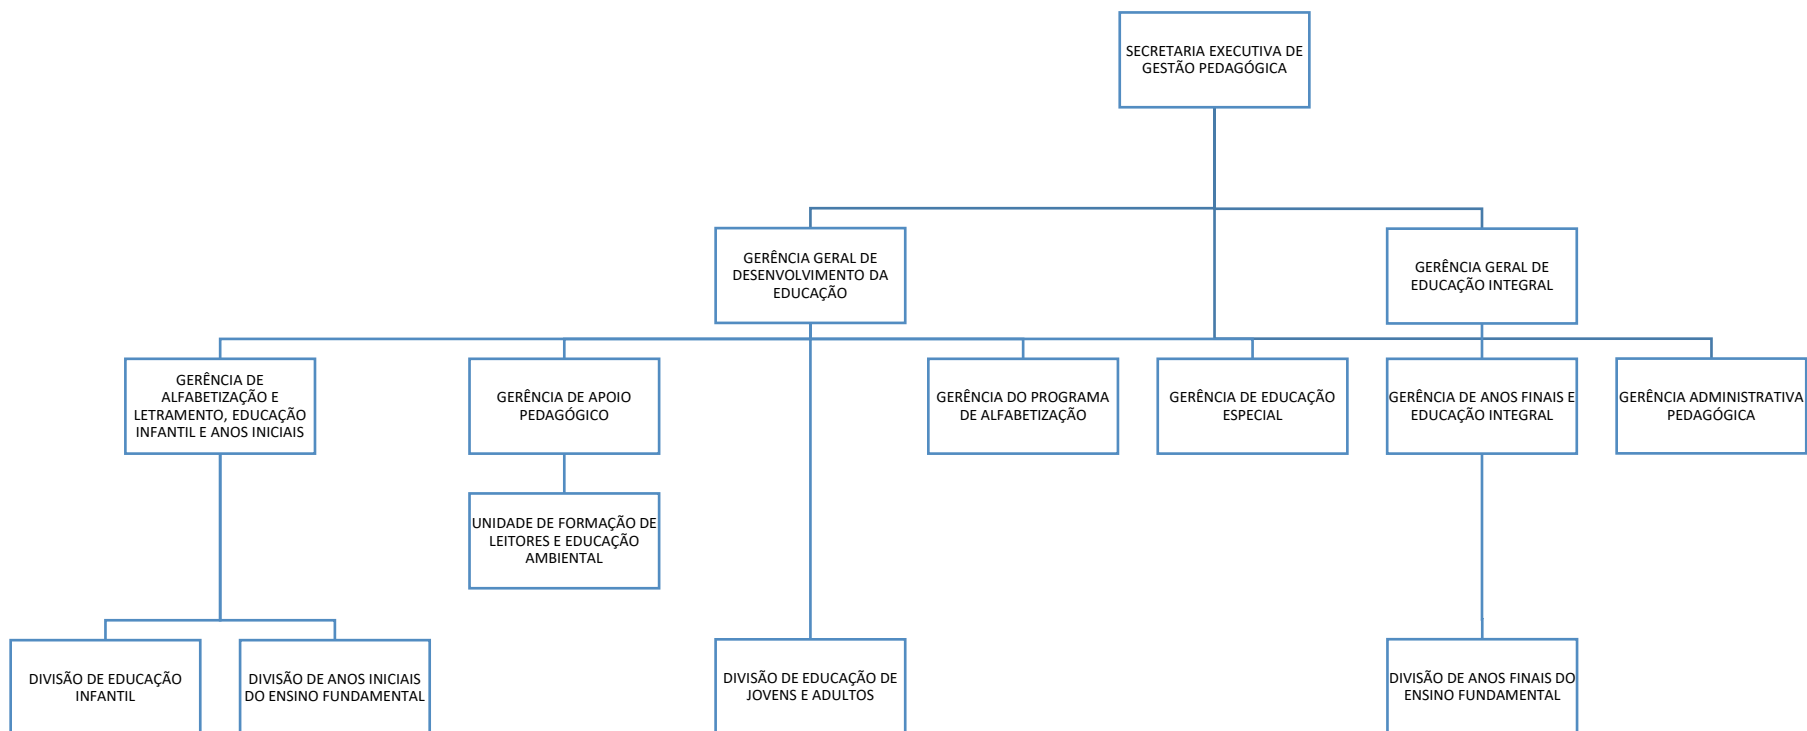 SECRETARIA EXECUTIVA DE
GESTÃO PEDAGÓGICA
GERÊNCIA GERAL DE
DESENVOLVIMENTO DA
EDUCAÇÃO
GERÊNCIA GERAL DE
EDUCAÇÃO INTEGRAL
GERÊNCIA DE
ALFABETIZAÇÃO E
LETRAMENTO, EDUCAÇÃO
INFANTIL E ANOS INICIAIS
GERÊNCIA DE APOIO
PEDAGÓGICO
GERÊNCIA DO PROGRAMA
DE ALFABETIZAÇÃO
GERÊNCIA DE EDUCAÇÃO
ESPECIAL
GERÊNCIA DE ANOS FINAIS E
EDUCAÇÃO INTEGRAL
GERÊNCIA ADMINISTRATIVA
PEDAGÓGICA
UNIDADE DE FORMAÇÃO DE
LEITORES E EDUCAÇÃO
AMBIENTAL
DIVISÃO DE EDUCAÇÃO
INFANTIL
DIVISÃO DE ANOS INICIAIS
DO ENSINO FUNDAMENTAL
DIVISÃO DE EDUCAÇÃO DE
JOVENS E ADULTOS
DIVISÃO DE ANOS FINAIS DO
ENSINO FUNDAMENTAL